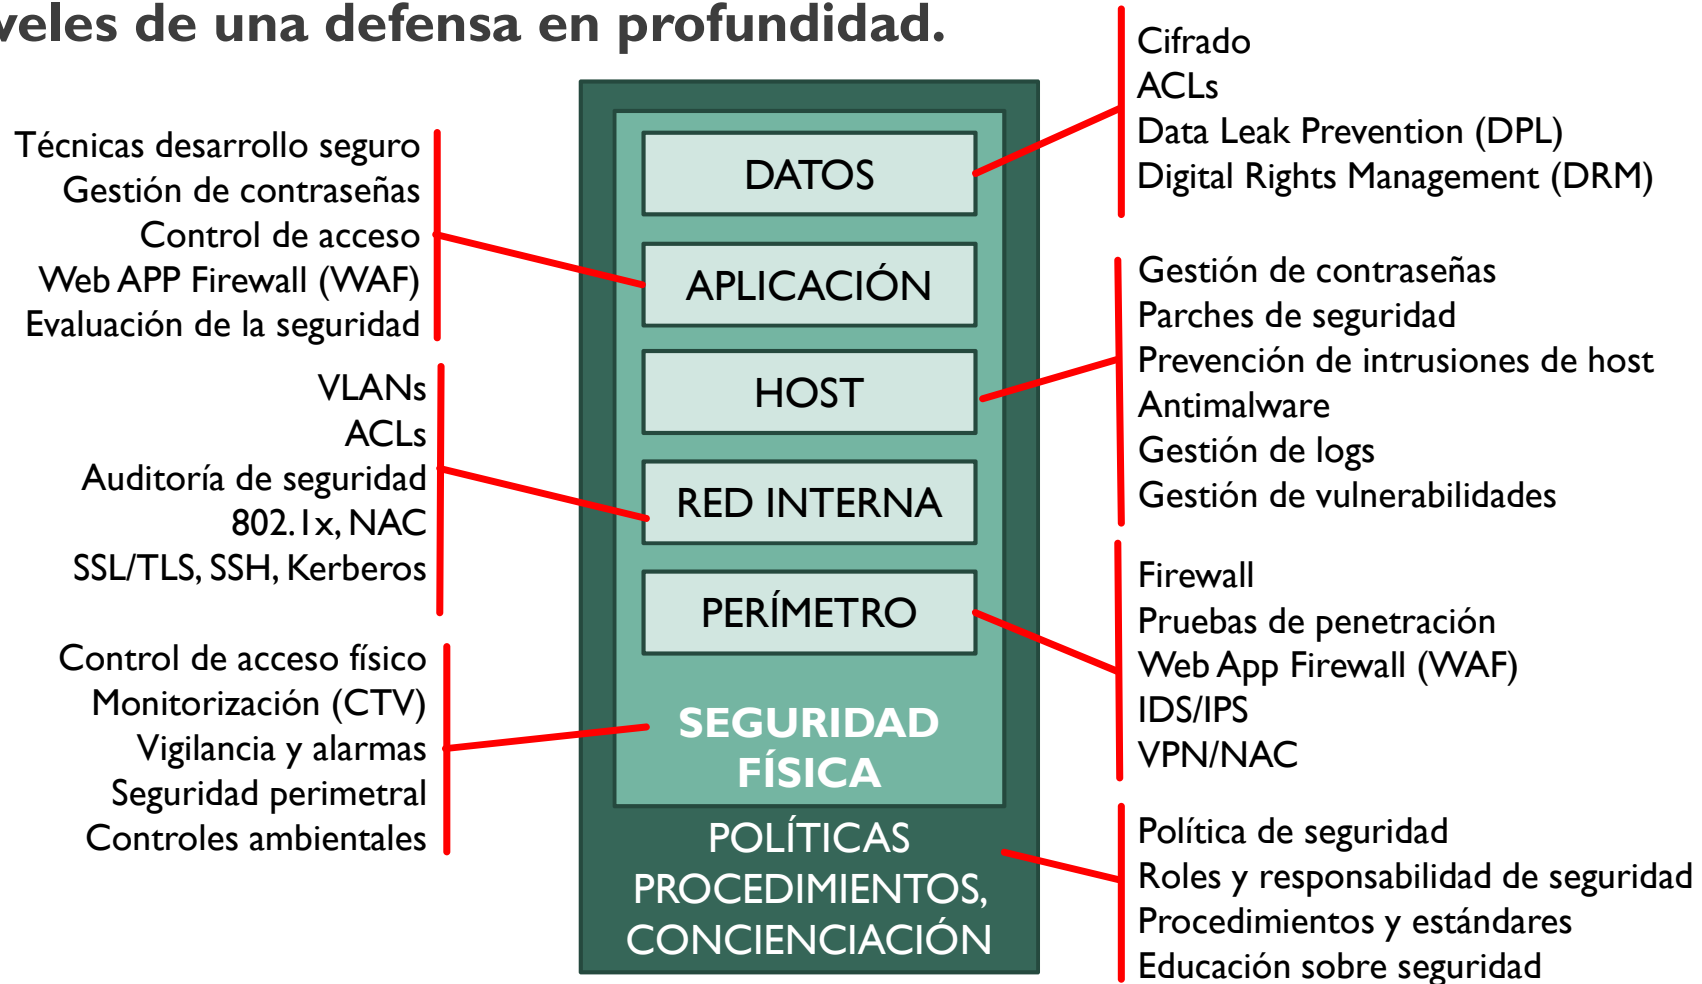 veles de una defensa en profundidad.
Técnicas desarrollo seguro
Gestión de contraseñas
Control de acceso
Web APP Firewall (WAF)
Evaluación de la seguridad
VLANs
ACLs
Auditoría de seguridad
802.1x, NAC
SSL/TLS, SSH, Kerberos
Control de acceso físico
Monitorización (CTV)
Vigilancia y alarmas
Seguridad perimetral
Controles ambientales
DATOS
APLICACIÓN
HOST
RED INTERNA
PERÍMETRO
SEGURIDAD
FÍSICA
POLÍTICAS
PROCEDIMIENTOS,
CONCIENCIACIÓN
Cifrado
ACLs
Data Leak Prevention (DPL)
Digital Rights Management (DRM)
Gestión de contraseñas
Parches de seguridad
Prevención de intrusiones de host
Antimalware
Gestión de logs
Gestión de vulnerabilidades
Firewall
Pruebas de penetración
Web App Firewall (WAF)
IDS/IPS
VPN/NAC
Política de seguridad
Roles y responsabilidad de seguridad
Procedimientos y estándares
Educación sobre seguridad